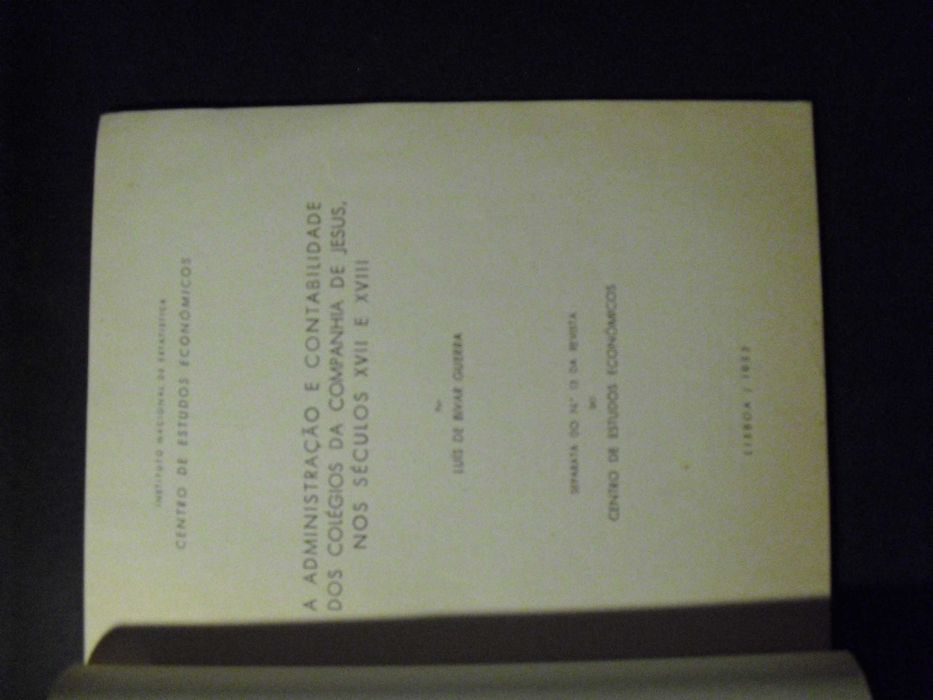 INSTITUTO NACIONAL DE ESTATÍSTICA
CENTRO DE ESTUDOS ECONÓMICOS
A ADMINISTRAÇÃO E CONTABILIDADE
DOS COLÉGIOS DA COMPANHIA DE JESUS,
NOS SÉCULOS XVII E XVIII
Por
LUÍS DE BIVAR GUERRA
SEPARATA DO N.º 13 DA REVISTA
DO
CENTRO DE ESTUDOS ECONÓMICOS
LISBOA / 1953